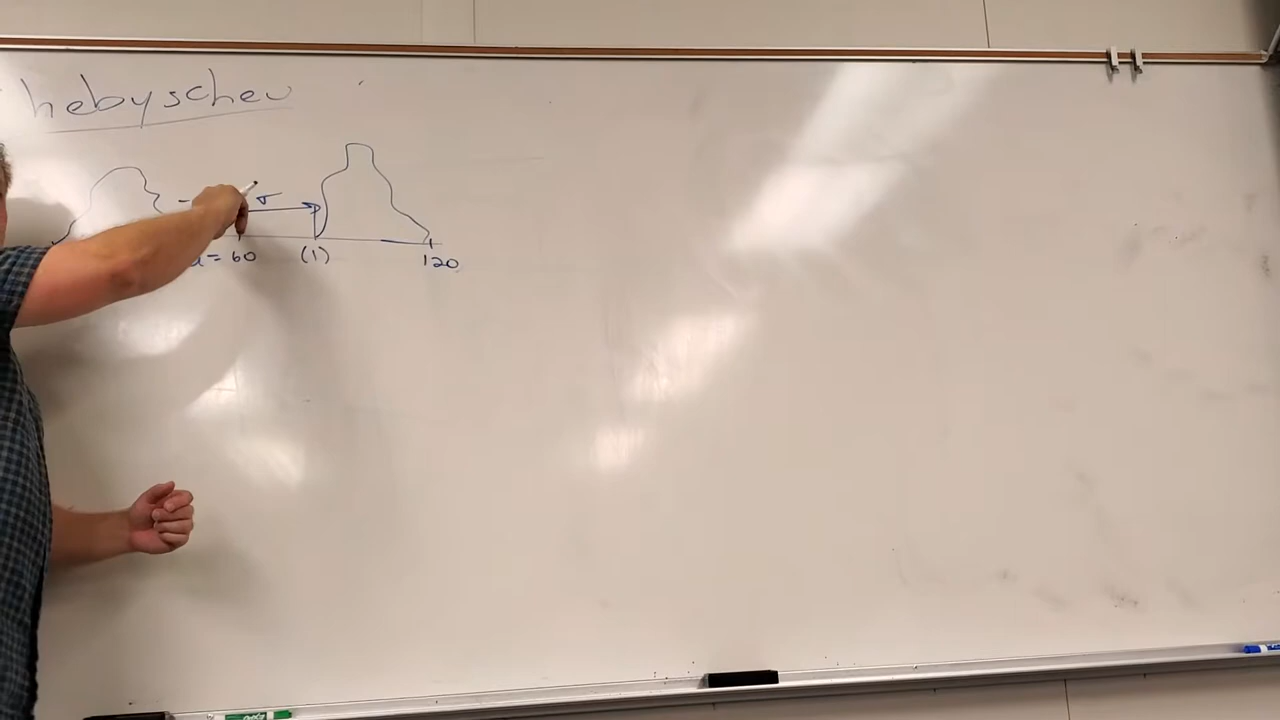 hebyschev
σ
= 60 (1) 120